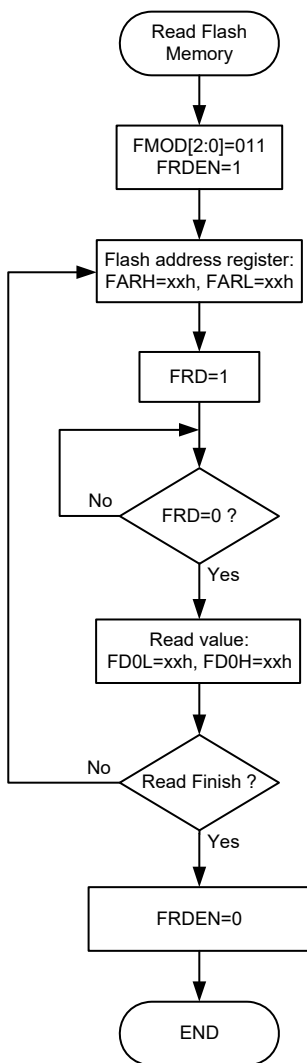 Read Flash
Memory
FMOD[2:0]=011
FRDEN=1
Flash address register:
FARH=xxh, FARL=xxh
FRD=1
No
FRD=0 ?
Yes
Read value:
FD0L=xxh, FD0H=xxh
No
Read Finish ?
Yes
FRDEN=0
END